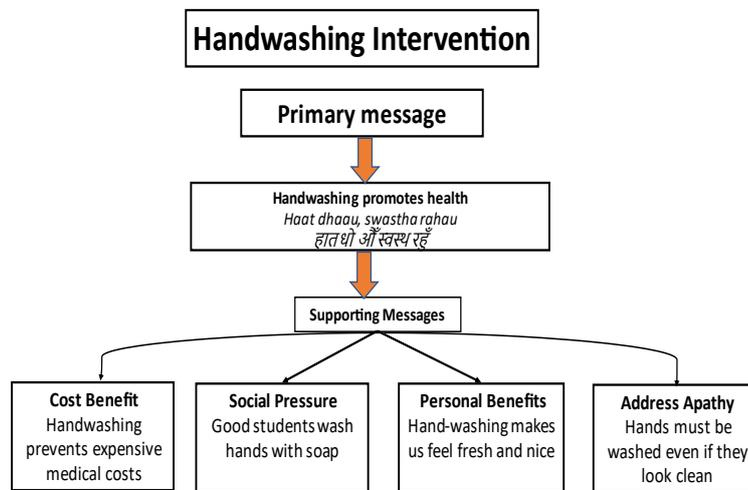 Handwashing Intervention
Primary message
Handwashing promotes health
Haat dhaau, swastha rahau
हात धो औँ स्वस्थ रहूँ
Supporting Messages
Cost Benefit
Handwashing
prevents expensive
medical costs
Social Pressure
Good students wash
hands with soap
Personal Benefits
Hand-washing makes
us feel fresh and nice
Address Apathy
Hands must be
washed even if they
look clean